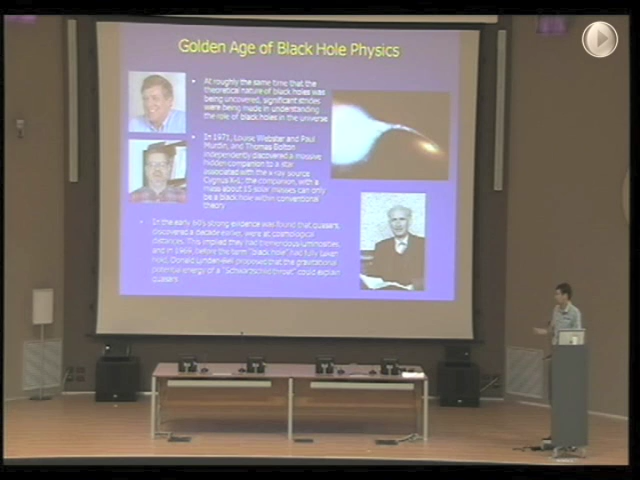 Golden Age of Black Hole Physics
• At roughly the same time that the
theoretical nature of black holes was
being uncovered, significant strides
were being made in understanding
the role of black holes in the universe
• In 1971, Louise Webster and Paul
Murdin, and Thomas Bolton
independently discovered a massive
hidden companion to a star
associated with the x-ray source
Cygnus X-1; the companion, with a
mass about 15 solar masses can only
be a black hole within conventional
theory
• In the early 60's strong evidence was found that quasars,
discovered a decade earlier, were at cosmological
distances. This implied they had tremendous luminosities,
and in 1969, before the term "black hole" had fully taken
hold, Donald Lynden-Bell proposed that the gravitational
potential energy of a "Schwarzschild throat" could explain
quasars